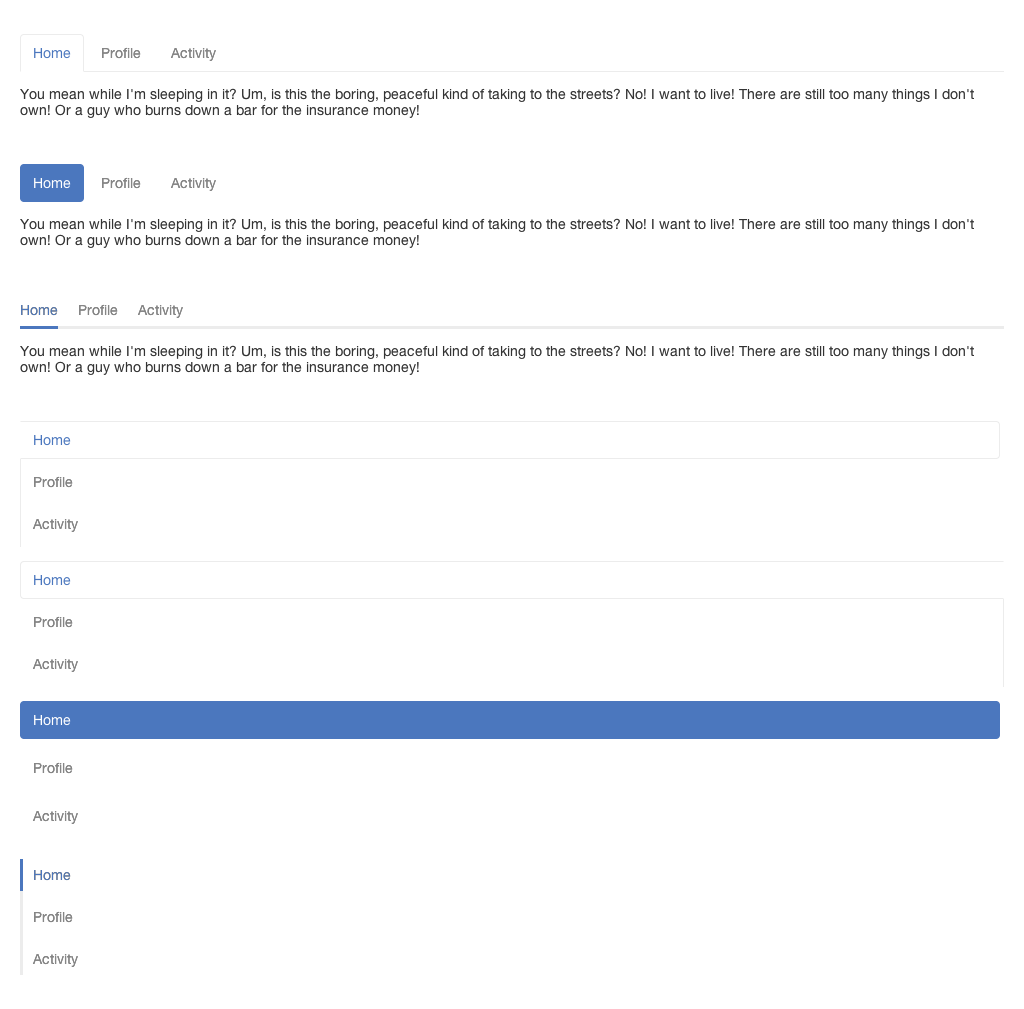 Home Profile Activity
You mean while I'm sleeping in it? Um, is this the boring, peaceful kind of taking to the streets? No! I want to live! There are still too many things I don't
own! Or a guy who burns down a bar for the insurance money!
Home Profile Activity
You mean while I'm sleeping in it? Um, is this the boring, peaceful kind of taking to the streets? No! I want to live! There are still too many things I don't
own! Or a guy who burns down a bar for the insurance money!
Home Profile Activity
You mean while I'm sleeping in it? Um, is this the boring, peaceful kind of taking to the streets? No! I want to live! There are still too many things I don't
own! Or a guy who burns down a bar for the insurance money!
Home
Profile
Activity
Home
Profile
Activity
Home
Profile
Activity
Home
Profile
Activity